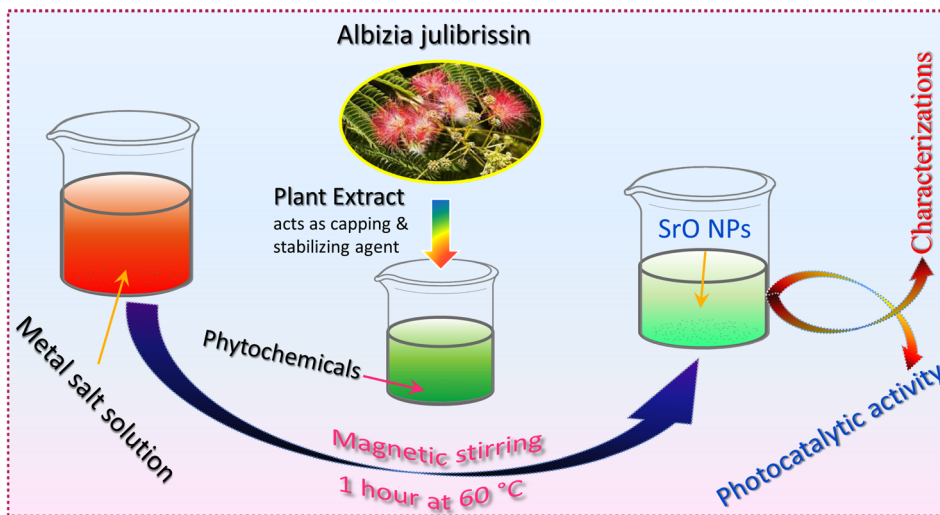 Albizia julibrissin
Plant Extract
acts as capping &
stabilizing agent
Metal salt solution
Phytochemicals
Magnetic stirring
1 hour at 60 °C
SrO NPs
Characterizations
Photocatalytic activity